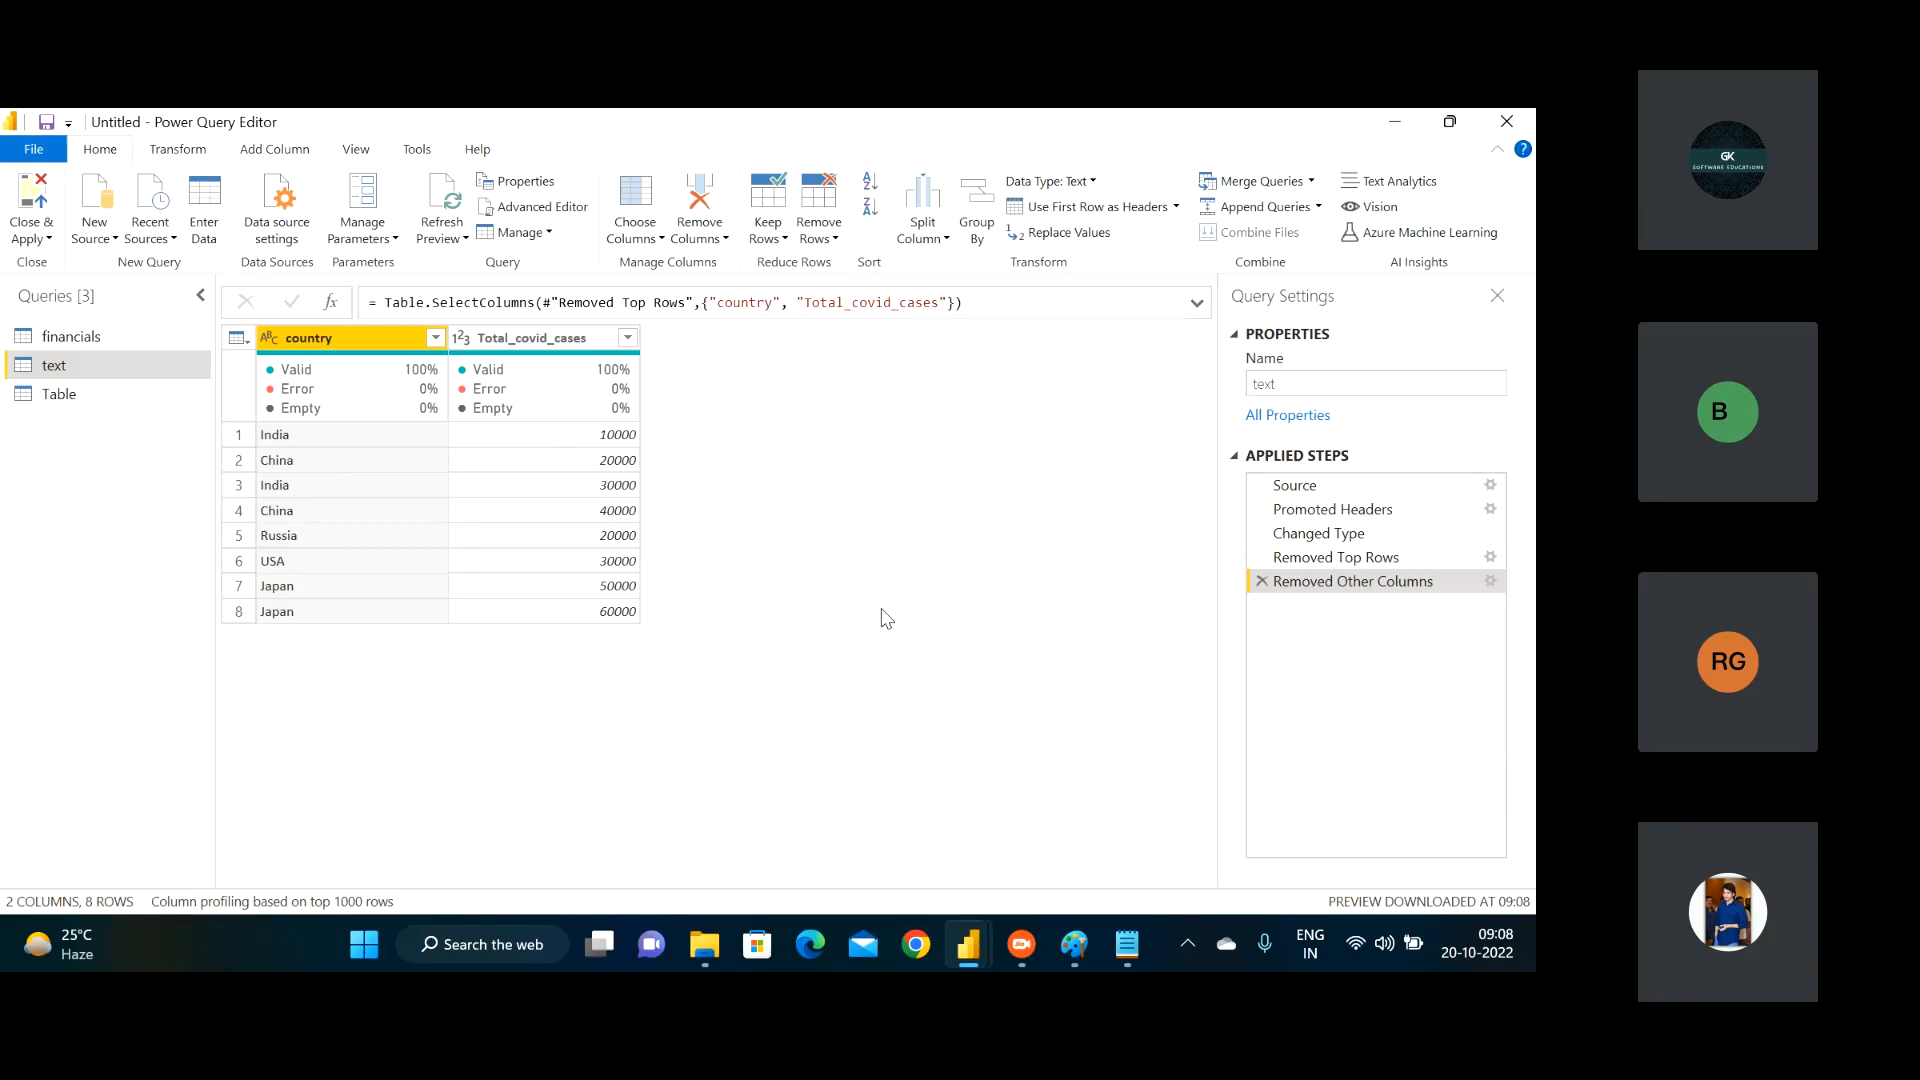 Untitled - Power Query Editor
File Home Transform Add Column View Tools Help
Close & Apply
New Source
Recent Sources
Enter Data
Data source settings
Manage Parameters
Refresh Preview
Properties
Advanced Editor
Manage
Choose Columns
Remove Columns
Keep Rows
Remove Rows
Split Column
Group By
Data Type: Text
Use First Row as Headers
Replace Values
Merge Queries
Append Queries
Combine Files
Text Analytics
Vision
Azure Machine Learning
Close New Query Data Sources Parameters Query Manage Columns Reduce Rows Sort Transform Combine AI Insights
Queries [3]
financials
text
Table
fx = Table.SelectColumns(#"Removed Top Rows",{"country", "Total_covid_cases"})
ABC country 123 Total_covid_cases
Valid 100% Valid 100%
Error 0% Error 0%
Empty 0% Empty 0%
1 India 10000
2 China 20000
3 India 30000
4 China 40000
5 Russia 20000
6 USA 30000
7 Japan 50000
8 Japan 60000
Query Settings
PROPERTIES
Name
text
All Properties
APPLIED STEPS
Source
Promoted Headers
Changed Type
Removed Top Rows
Removed Other Columns
2 COLUMNS, 8 ROWS Column profiling based on top 1000 rows
PREVIEW DOWNLOADED AT 09:08
25°C
Haze
Search the web
ENG
IN
09:08
20-10-2022
GK
SOFTWARE EDUCATIONS
B
RG